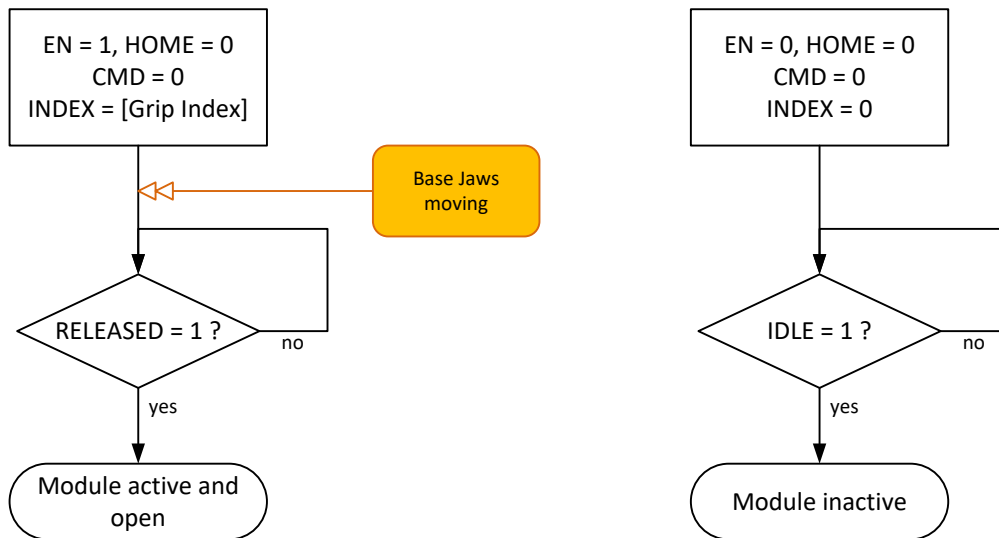 EN = 1, HOME = 0
CMD = 0
INDEX = [Grip Index]
Base Jaws
moving
RELEASED = 1 ?
no
yes
Module active and
open
EN = 0, HOME = 0
CMD = 0
INDEX = 0
IDLE = 1 ?
no
yes
Module inactive